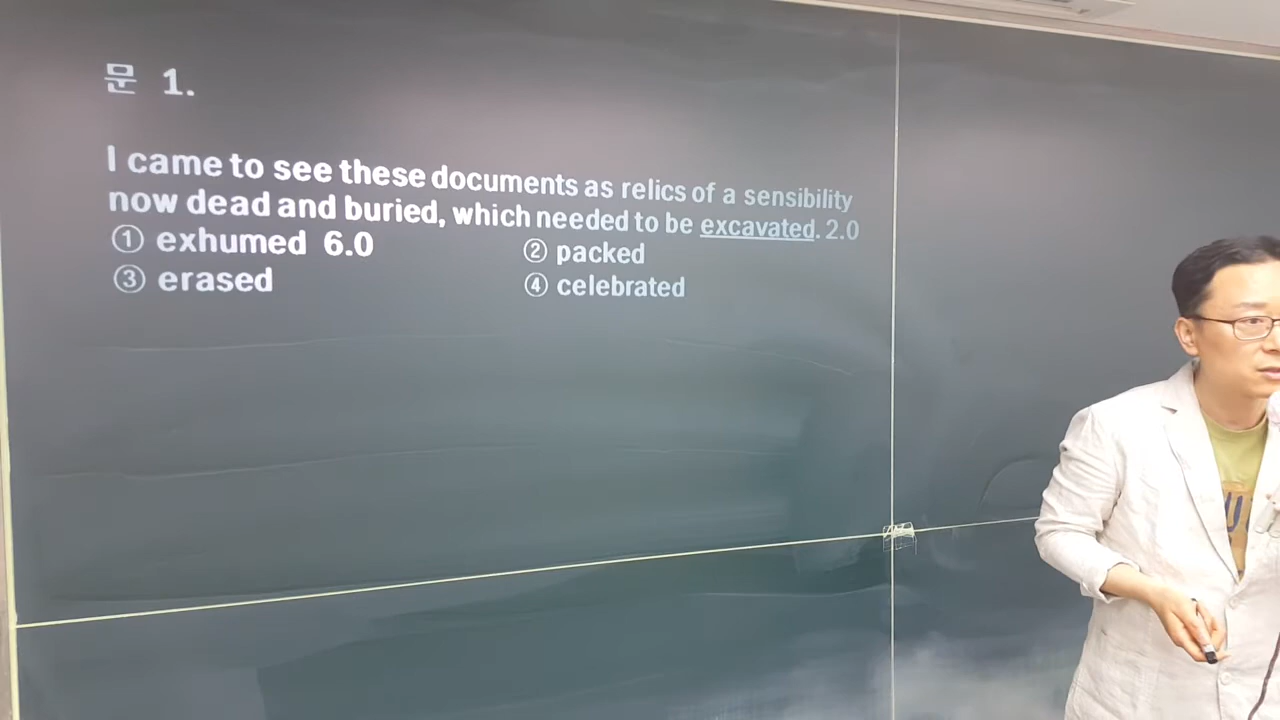 문 1.
I came to see these documents as relics of a sensibility
now dead and buried, which needed to be excavated. 2.0
① exhumed 6.0 ② packed
③ erased ④ celebrated